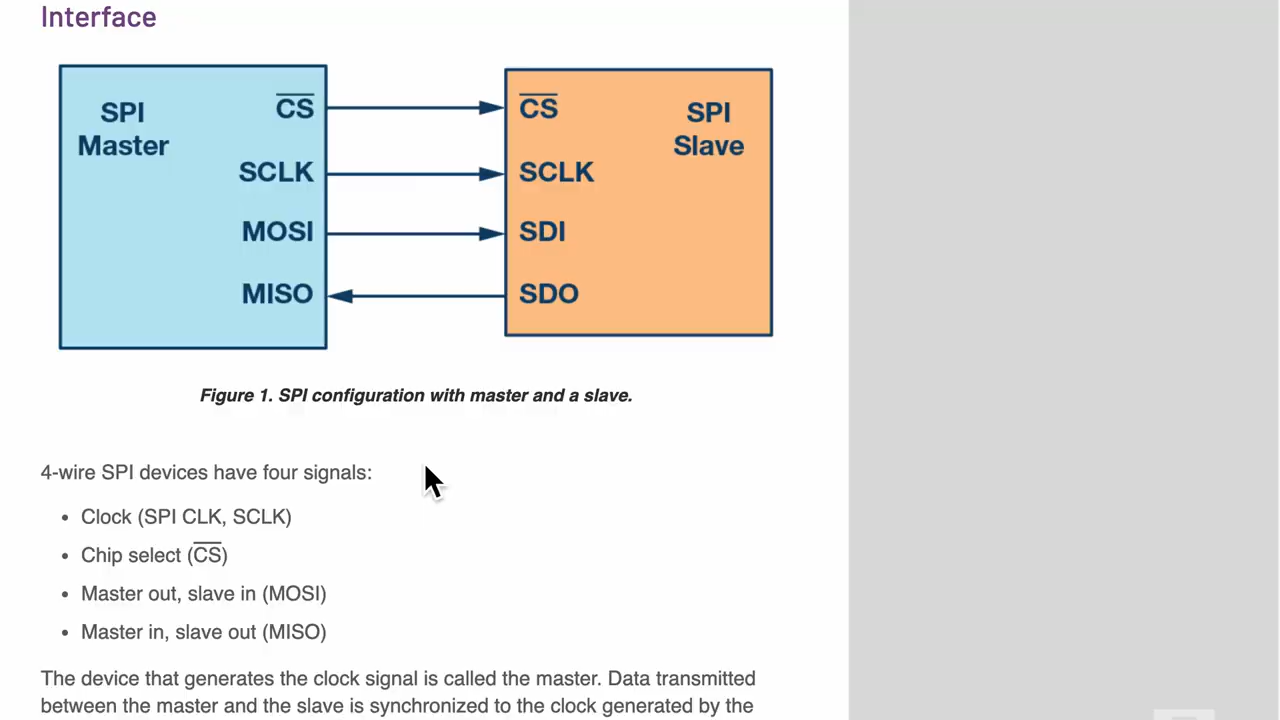 Interface
SPI
Master
C̅S̅
SCLK
MOSI
MISO
C̅S̅
SCLK
SDI
SDO
SPI
Slave
Figure 1. SPI configuration with master and a slave.
4-wire SPI devices have four signals:
• Clock (SPI CLK, SCLK)
• Chip select (C̅S̅)
• Master out, slave in (MOSI)
• Master in, slave out (MISO)
The device that generates the clock signal is called the master. Data transmitted
between the master and the slave is synchronized to the clock generated by the